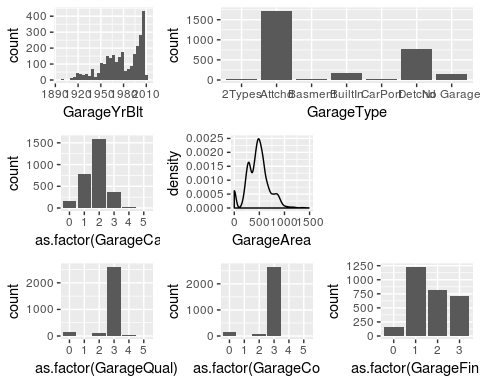 count
400
300
200
100
0
1890 1920 1950 1980 2010
GarageYrBlt
count
1500
1000
500
0
2Types Attchd Basment BuiltIn CarPort Detchd No Garage
GarageType
count
1500
1000
500
0
0 1 2 3 4 5
as.factor(GarageCa
density
0.0025
0.0020
0.0015
0.0010
0.0005
0.0000
0 500 1000 1500
GarageArea
count
2000
1000
0
0 1 2 3 4 5
as.factor(GarageQual)
count
2000
1000
0
0 1 2 3 4 5
as.factor(GarageCo
count
1250
1000
750
500
250
0
0 1 2 3
as.factor(GarageFin